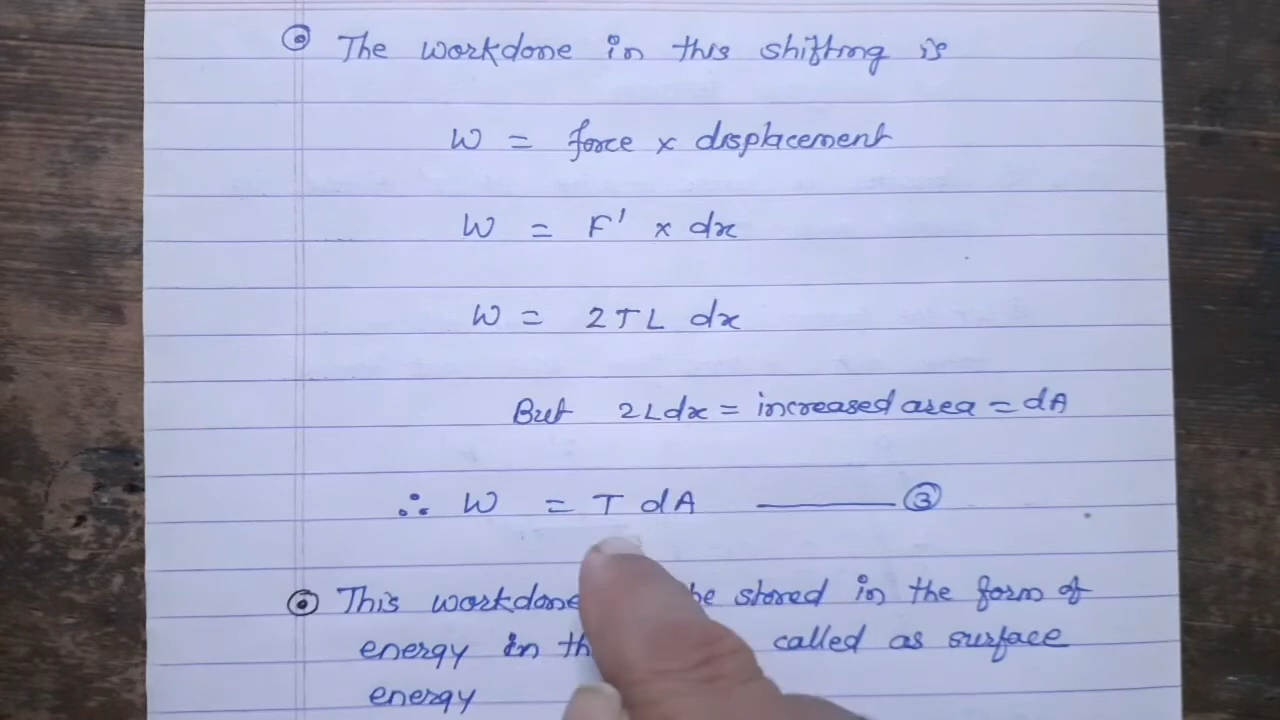 The workdone in this shifting is
W = force x displacement
W = F' x dx
W = 2TL dx
But 2Ldx = increased area = dA
∴ W = T dA ——— ③
This workdone be stored in the form of
energy in th called as surface
energy